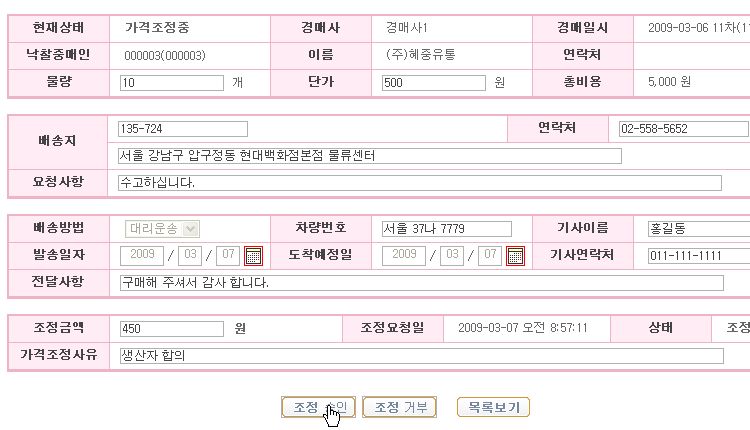 현재상태 가격조정중 경매사 경매사1 경매일시 2009-03-06 11차(1
낙찰중매인 000003(000003) 이름 (주)혜중유통 연락처
물량 10 개 단가 500 원 총비용 5,000 원
배송지 135-724 연락처 02-558-5652
서울 강남구 압구정동 현대백화점본점 물류센터
요청사항 수고하십니다.
배송방법 대리운송 차량번호 서울 37나 7779 기사이름 홍길동
발송일자 2009 / 03 / 07 도착예정일 2009 / 03 / 07 기사연락처 011-111-1111
전달사항 구매해 주셔서 감사 합니다.
조정금액 450 원 조정요청일 2009-03-07 오전 8:57:11 상태 조정
가격조정사유 생산자 합의
조정 승인 조정 거부 목록보기